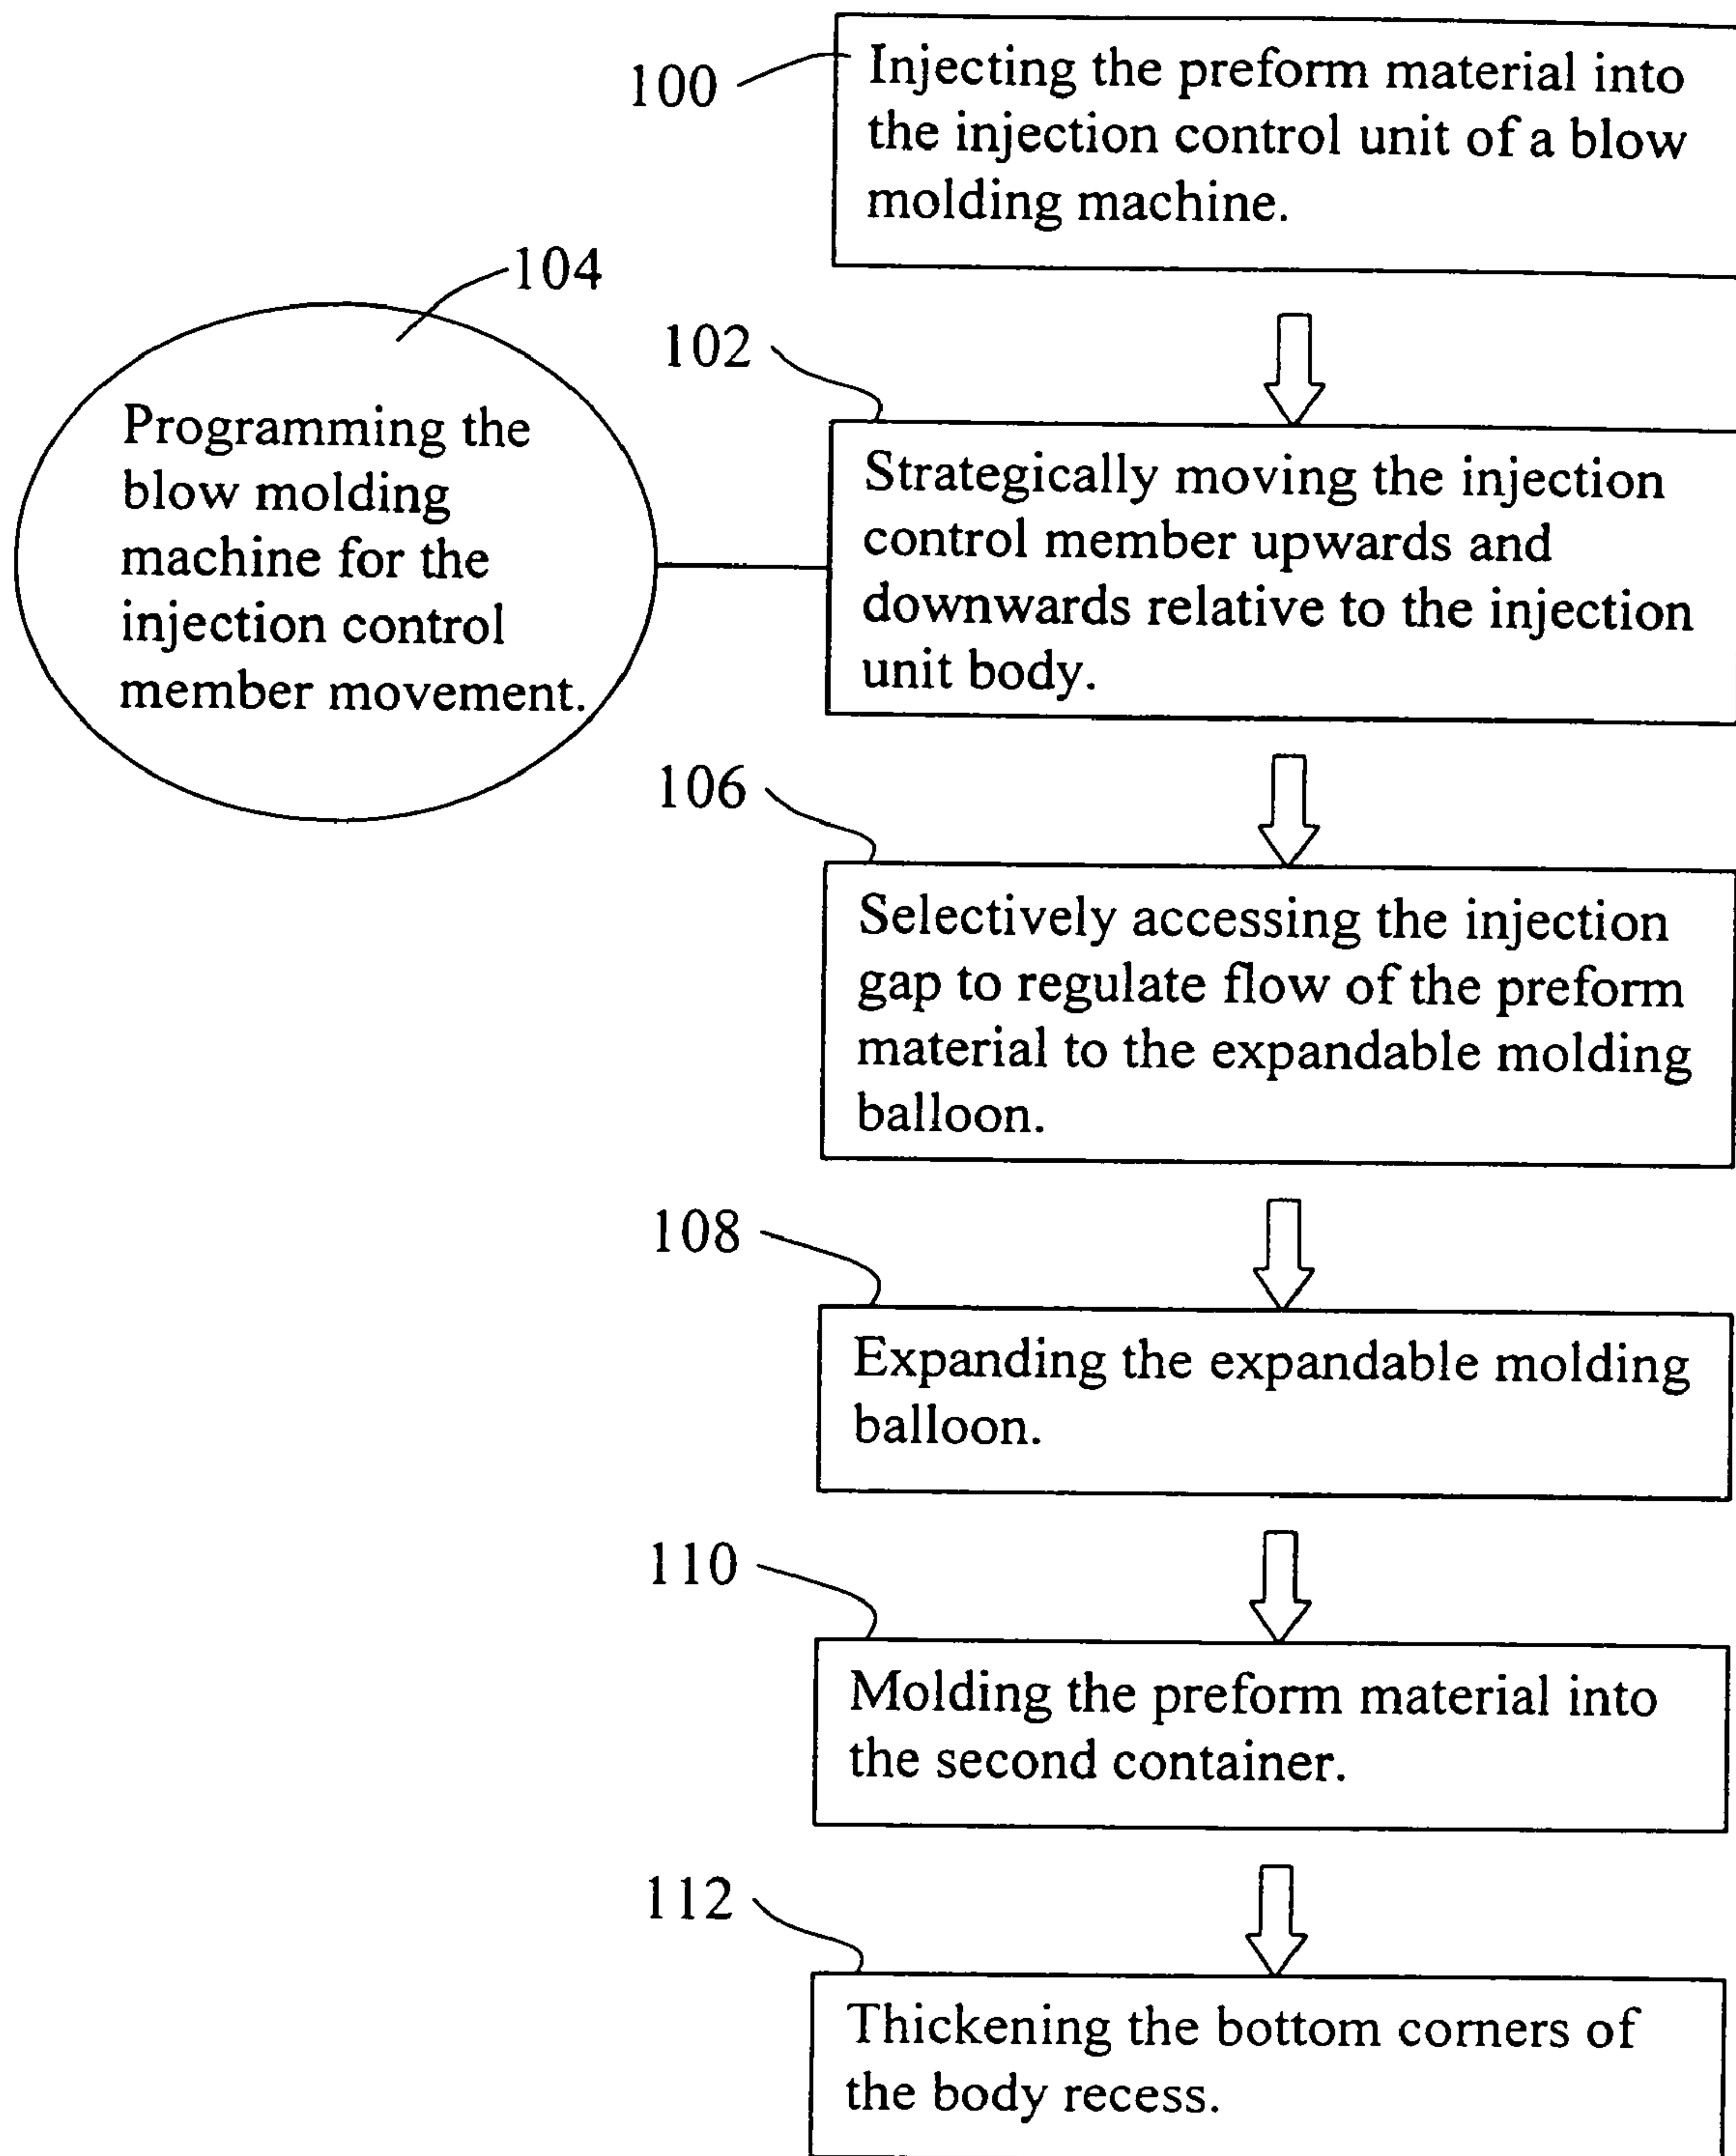 100
Injecting the preform material into
the injection control unit of a blow
molding machine.
104
Programming the
blow molding
machine for the
injection control
member movement.
102
Strategically moving the injection
control member upwards and
downwards relative to the injection
unit body.
106
Selectively accessing the injection
gap to regulate flow of the preform
material to the expandable molding
balloon.
108
Expanding the expandable molding
balloon.
110
Molding the preform material into
the second container.
112
Thickening the bottom corners of
the body recess.